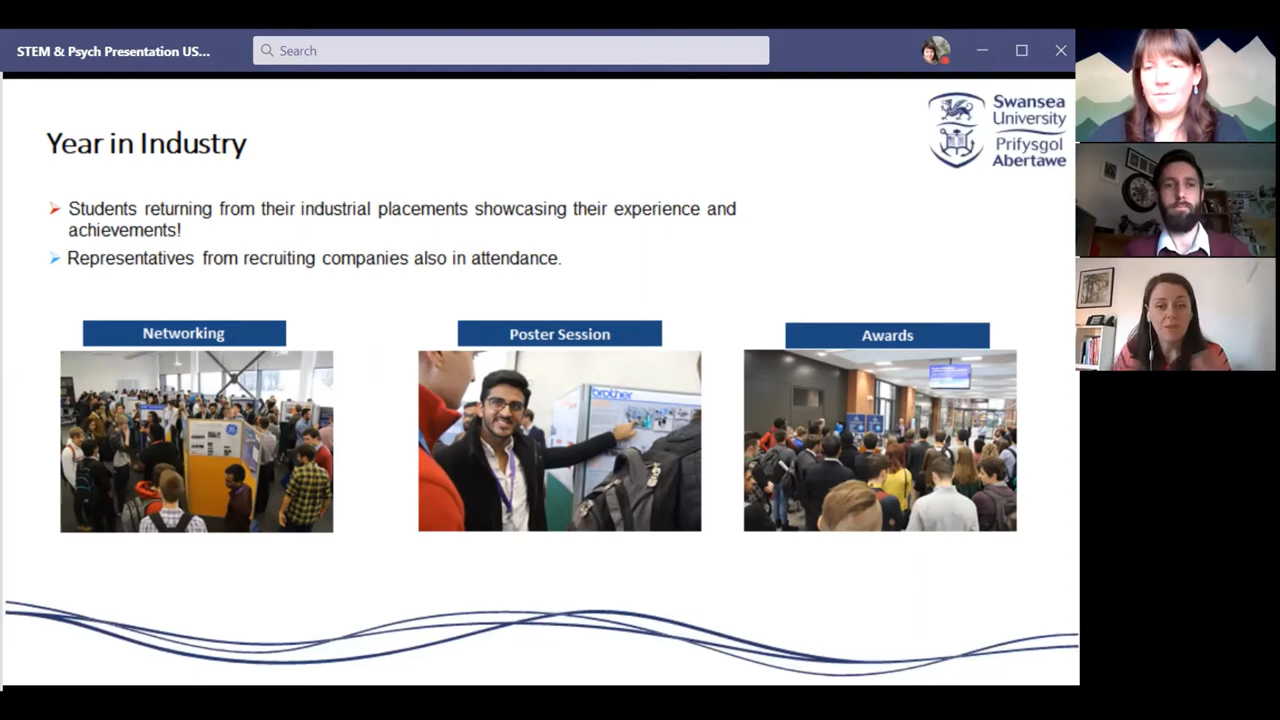 STEM & Psych Presentation US...
Search
Swansea
University
Prifysgol
Abertawe
Year in Industry
Students returning from their industrial placements showcasing their experience and
achievements!
Representatives from recruiting companies also in attendance.
Networking
Poster Session
Awards
brother